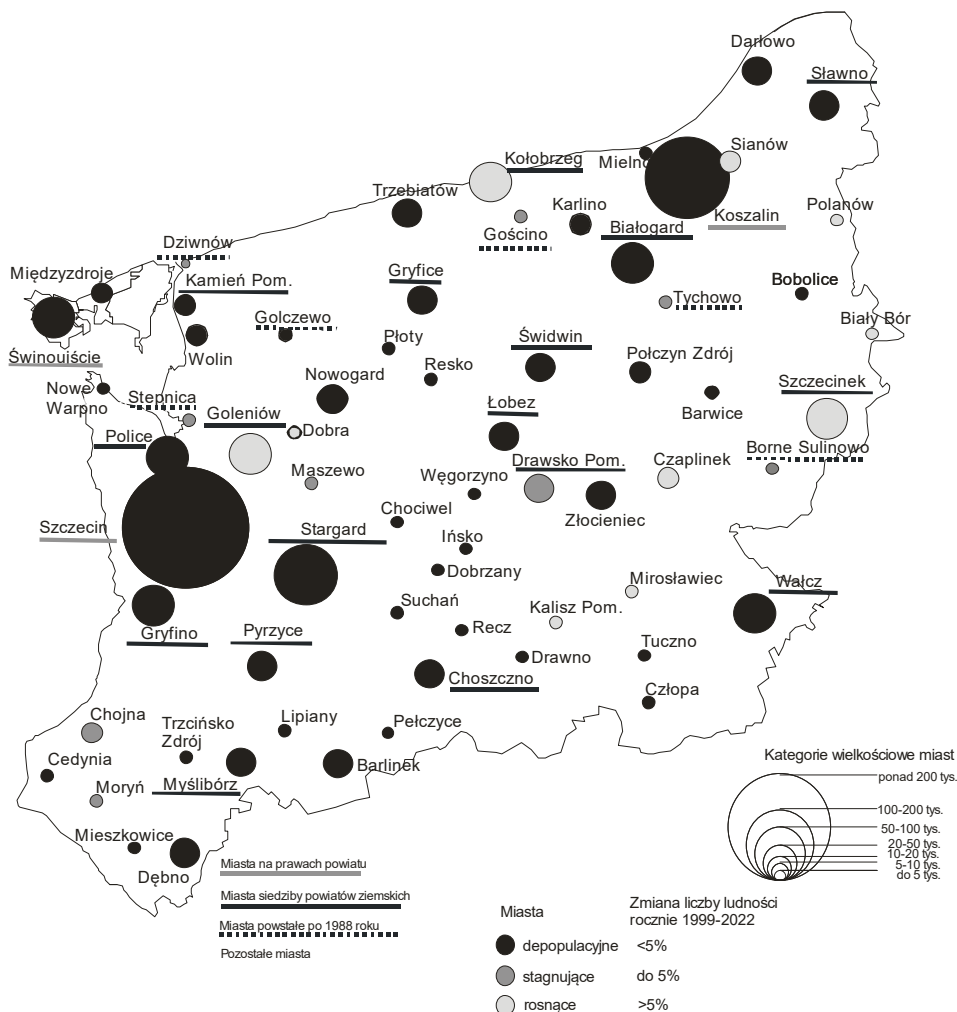 Darłowo
Sławno
Sianów
Kołobrzeg
Mielno
Trzebiatów
Karlino
Polanów
Gościno
Białogard
Koszalin
Dziwnów
Międzyzdroje
Kamień Pom.
Gryfice
Bobolice
Tychowo
Golczewo
Biały Bór
Świnoujście
Wolin
Płoty
Świdwin
Połczyn Zdrój
Resko
Nowogard
Szczecinek
Nowe
Warpno
Stepnica
Goleniów
Łobez
Barwice
Police
Dobra
Borne Sulinowo
Maszewo
Węgorzyno
Drawsko Pom.
Czaplinek
Chociwel
Złocieniec
Szczecin
Stargard
Ińsko
Dobrzany
Mirosławiec
Wałcz
Suchań
Kalisz Pom.
Gryfino
Pyrzyce
Recz
Tuczno
Drawno
Choszczno
Człopa
Chojna
Trzcińsko
Zdrój
Lipiany
Pełczyce
Cedynia
Barlinek
Moryń
Myślibórz
Mieszkowice
Dębno
Kategorie wielkościowe miast
ponad 200 tys.
100-200 tys.
50-100 tys.
20-50 tys.
10-20 tys.
5-10 tys.
do 5 tys.
Miasta na prawach powiatu
Miasta siedziby powiatów ziemskich
Miasta powstałe po 1988 roku
Pozostałe miasta
Miasta
Zmiana liczby ludności
rocznie 1999-2022
depopulacyjne <5%
stagnujące do 5%
rosnące >5%